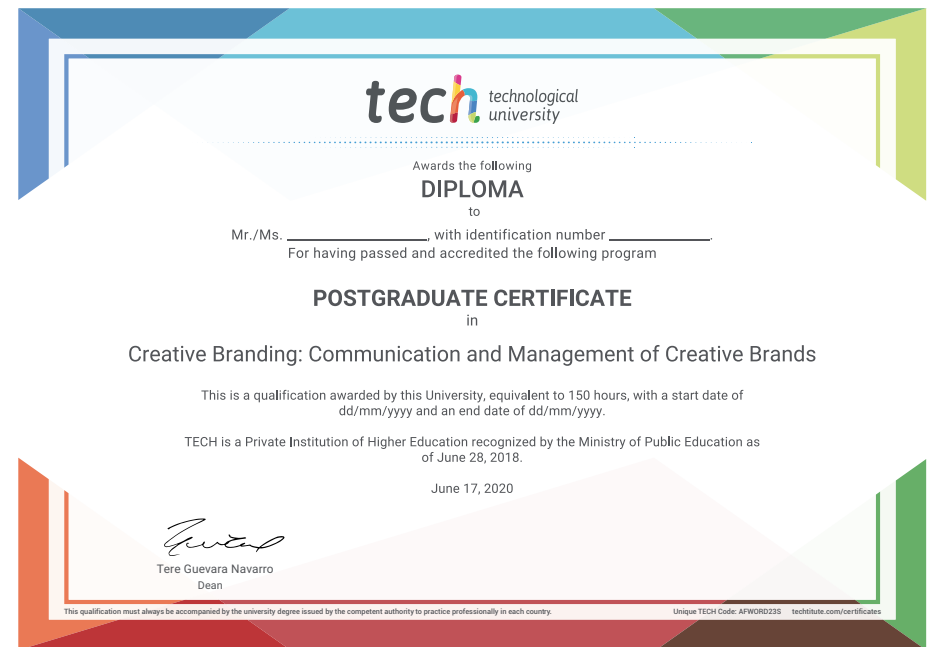 tech technological
university
Awards the following
DIPLOMA
to
Mr./Ms. ____________________, with identification number ______________.
For having passed and accredited the following program
POSTGRADUATE CERTIFICATE
in
Creative Branding: Communication and Management of Creative Brands
This is a qualification awarded by this University, equivalent to 150 hours, with a start date of
dd/mm/yyyy and an end date of dd/mm/yyyy.
TECH is a Private Institution of Higher Education recognized by the Ministry of Public Education as
of June 28, 2018.
June 17, 2020
Tere Guevara Navarro
Dean
This qualification must always be accompanied by the university degree issued by the competent authority to practice professionally in each country. Unique TECH Code: AFWORD23S techtitute.com/certificates